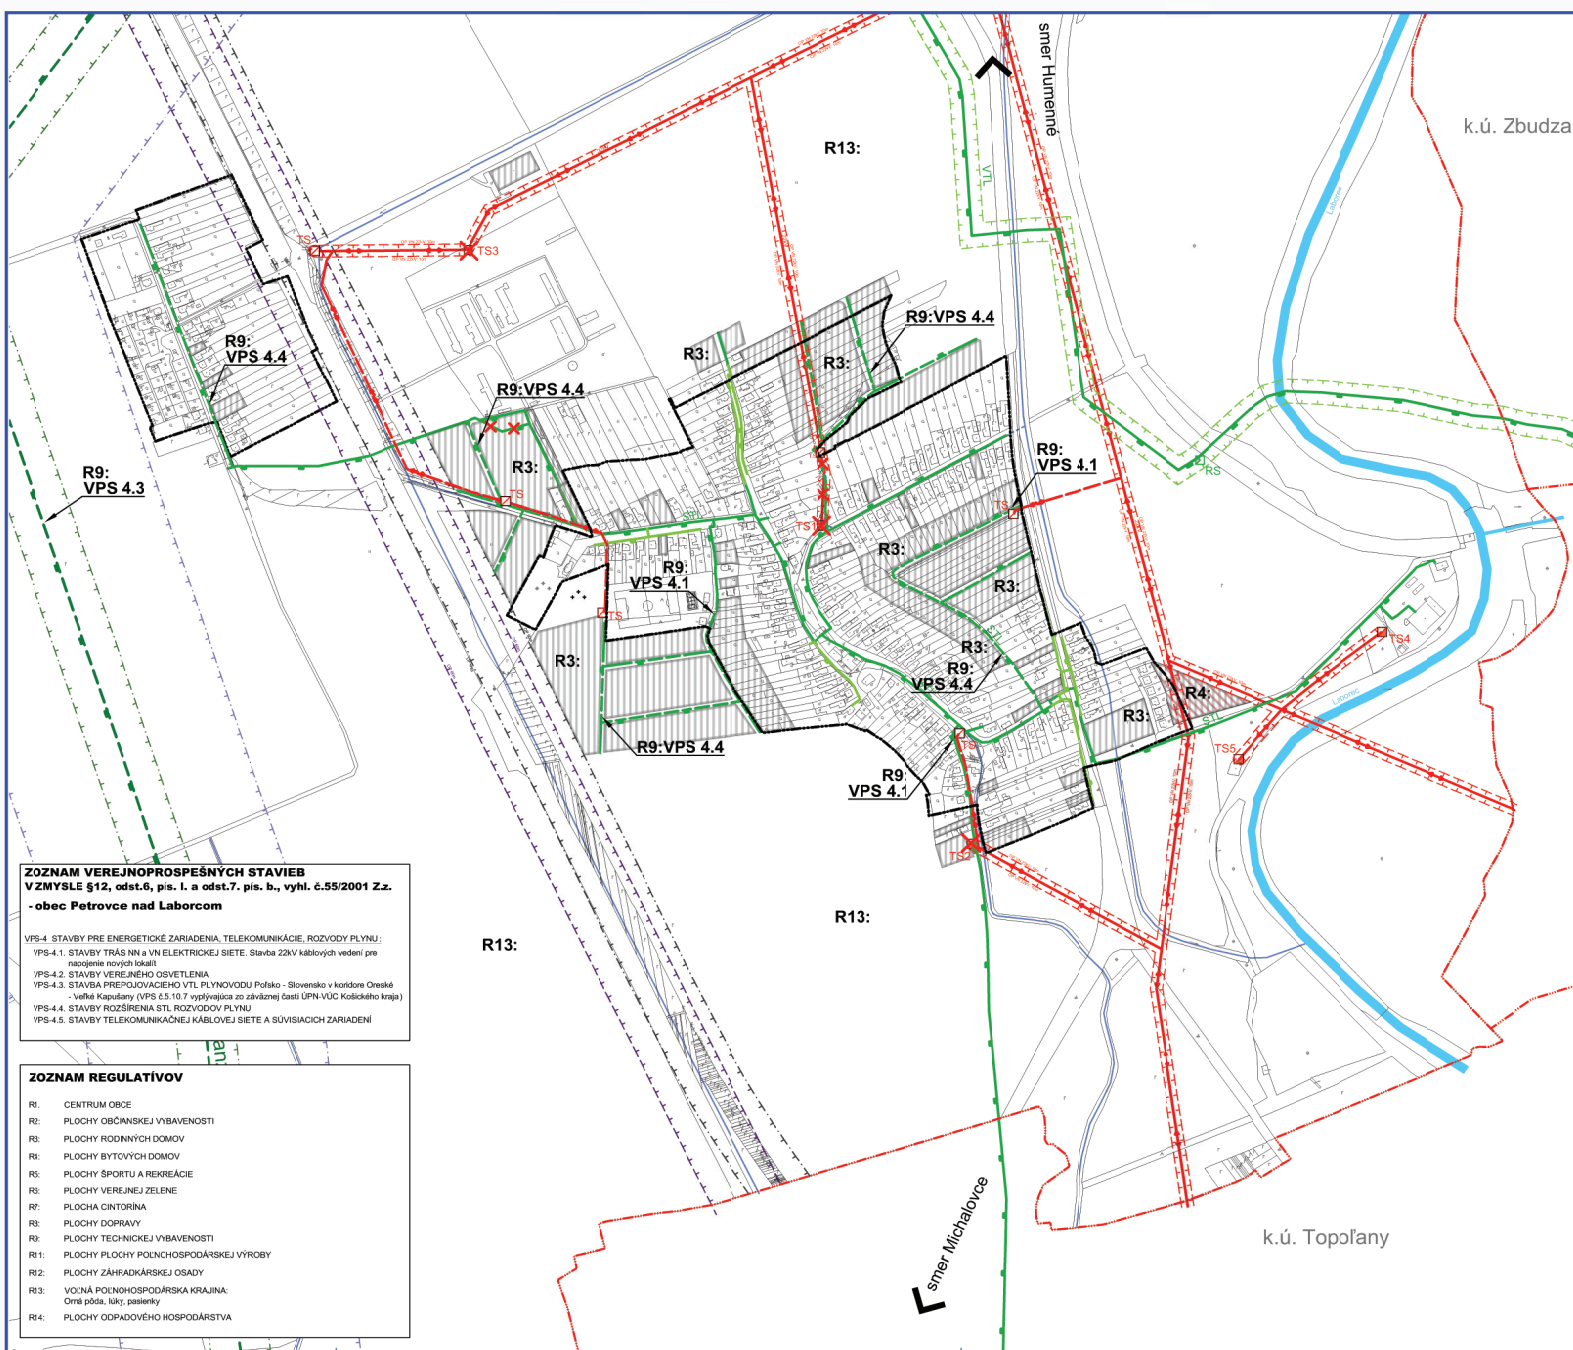 smer Humenné
k.ú. Zbudza
R13:
VTL
Laborec
TS
TS3
R9:
VPS 4.4
R9:VPS 4.4
R3:
R3:
R9:VPS 4.4
R9:
VPS 4.3
R3:
TS
STL
TS1
R9:
VPS 4.1
TS
RS
R3:
R3:
R9:
VPS 4.1
TS
R3:
STL
R3:
R9:
VPS 4.4
TS4
R4:
R3:
STL
Laborec
TS5
R9:VPS 4.4
TS
R9:
VPS 4.1
TS2
R13:
R13:
ZOZNAM VEREJNOPROSPEŠNÝCH STAVIEB
V ZMYSLE §12, odst.6, pís. l. a odst.7. pís. b., vyhl. č.55/2001 Z.z.
- obec Petrovce nad Laborcom
VPS-4 STAVBY PRE ENERGETICKÉ ZARIADENIA, TELEKOMUNIKÁCIE, ROZVODY PLYNU :
VPS-4.1. STAVBY TRÁS NN a VN ELEKTRICKEJ SIETE. Stavba 22kV káblových vedení pre
napojenie nových lokalít
VPS-4.2. STAVBY VEREJNÉHO OSVETLENIA
VPS-4.3. STAVBA PREPOJOVACIEHO VTL PLYNOVODU Poľsko - Slovensko v koridore Oreské
- Veľké Kapušany (VPS č.5.10.7 vyplývajúca zo záväznej časti ÚPN-VÚC Košického kraja)
VPS-4.4. STAVBY ROZŠÍRENIA STL ROZVODOV PLYNU
VPS-4.5. STAVBY TELEKOMUNIKAČNEJ KÁBLOVEJ SIETE A SÚVISIACICH ZARIADENÍ
ZOZNAM REGULATÍVOV
R1. CENTRUM OBCE
R2: PLOCHY OBČIANSKEJ VYBAVENOSTI
R3: PLOCHY RODINNÝCH DOMOV
R4: PLOCHY BYTOVÝCH DOMOV
R5: PLOCHY ŠPORTU A REKREÁCIE
R6: PLOCHY VEREJNEJ ZELENE
R7: PLOCHA CINTORÍNA
R8: PLOCHY DOPRAVY
R9: PLOCHY TECHNICKEJ VYBAVENOSTI
R11: PLOCHY PLOCHY POĽNOHOSPODÁRSKEJ VÝROBY
R12: PLOCHY ZÁHRADKÁRSKEJ OSADY
R13: VOĽNÁ POĽNOHOSPODÁRSKA KRAJINA:
Orná pôda, lúky, pasienky
R14: PLOCHY ODPADOVÉHO HOSPODÁRSTVA
smer Michalovce
k.ú. Topoľany